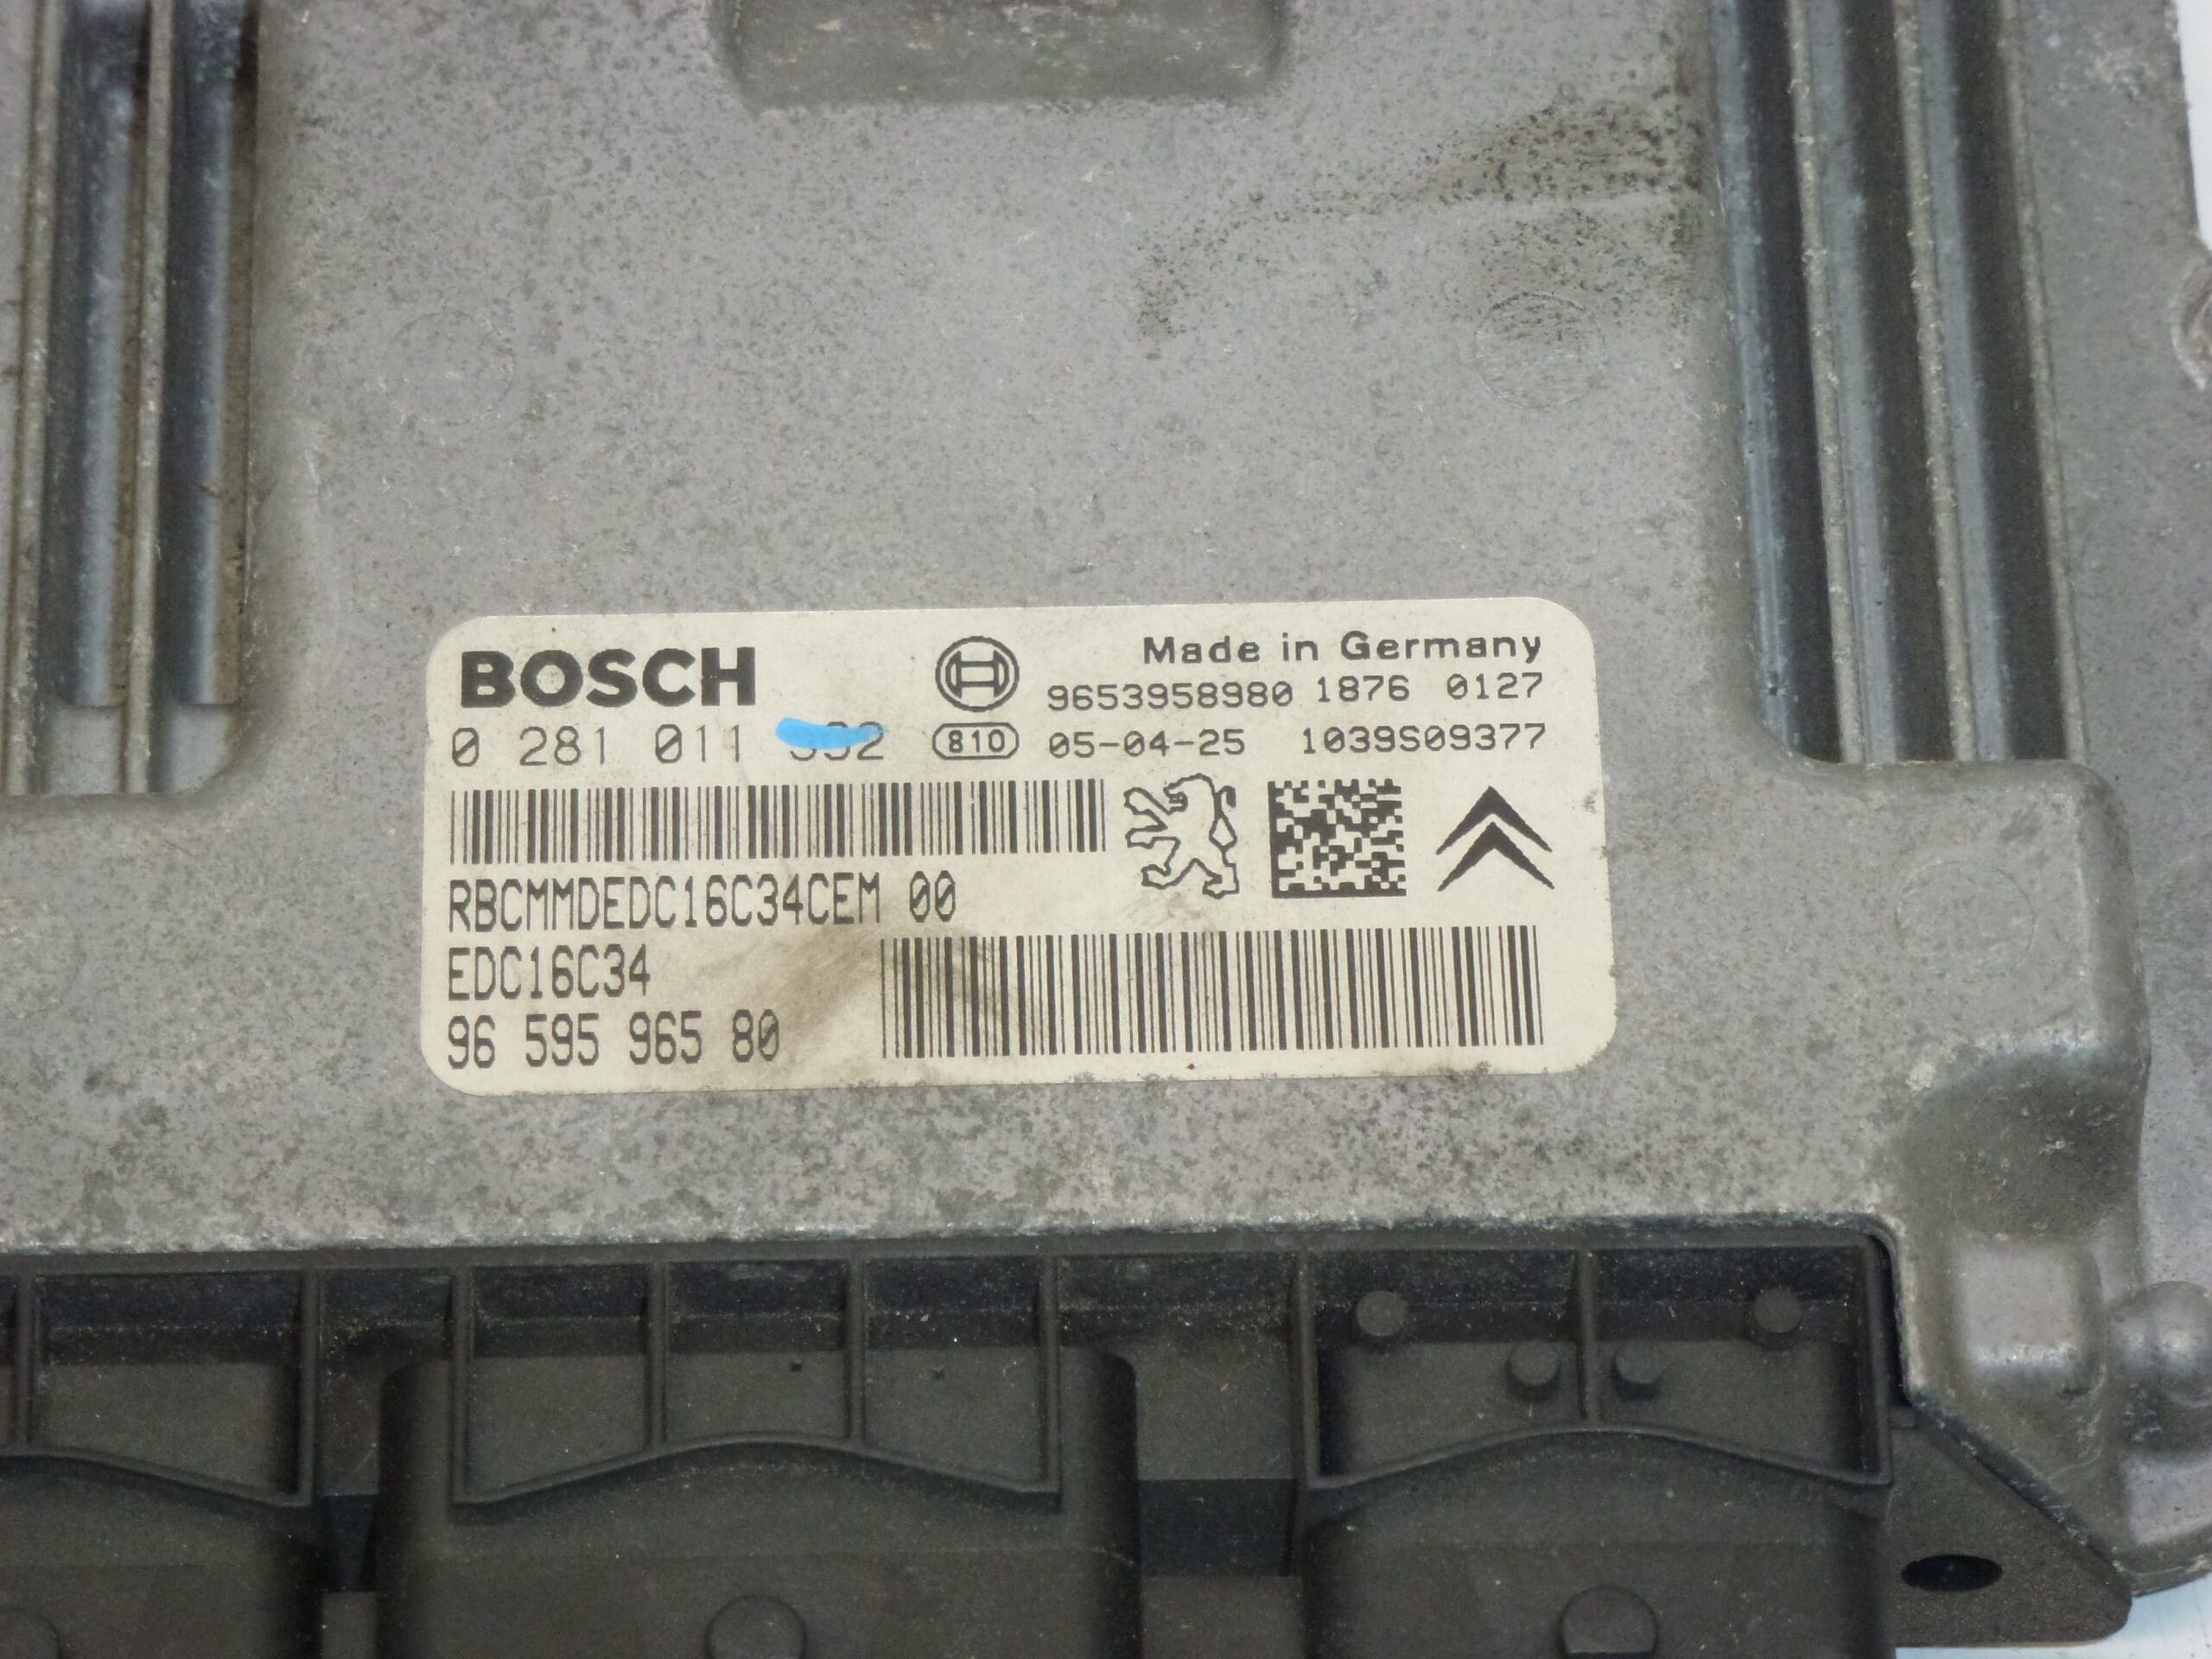 BOSCH
Made in Germany
9653958980 1876 0127
0 281 011
810
05-04-25 1039S09377
RBCMMDEDC16C34CEM 00
EDC16C34
96 595 965 80